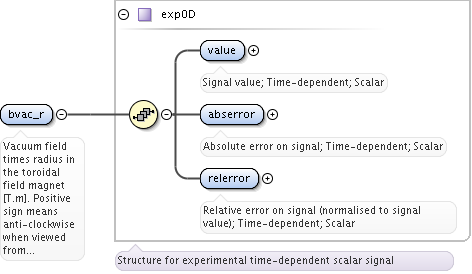 exp0D
value
Signal value; Time-dependent; Scalar
bvac_r
abserror
Vacuum field
times radius in
the toroidal
field magnet
[T.m]. Positive
sign means
anti-clockwise
when viewed
from...
Absolute error on signal; Time-dependent; Scalar
relerror
Relative error on signal (normalised to signal
value); Time-dependent; Scalar
Structure for experimental time-dependent scalar signal